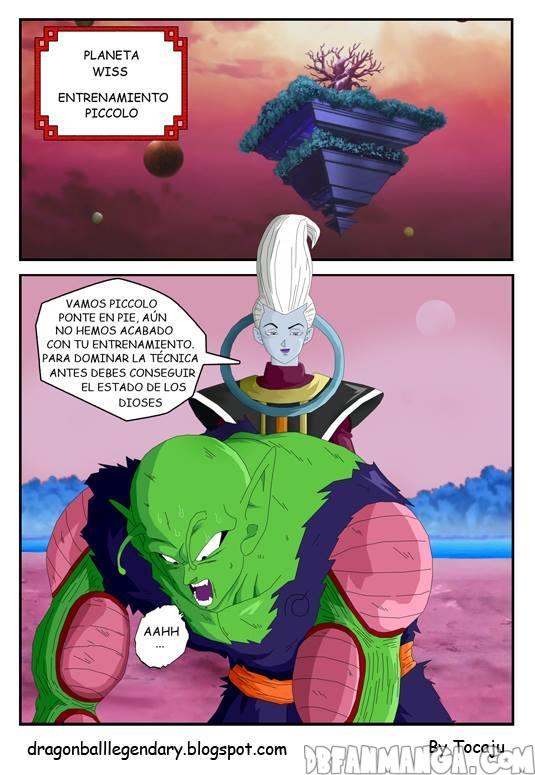 PLANETA
WISS
ENTRENAMIENTO
PICCOLO
VAMOS PICCOLO
PONTE EN PIE, AÚN
NO HEMOS ACABADO
CON TU ENTRENAMIENTO.
PARA DOMINAR LA TÉCNICA
ANTES DEBES CONSEGUIR
EL ESTADO DE LOS
DIOSES
AAHH
...
dragonballlegendary.blogspot.com
By Tocaju
DBFANMANGA.COM